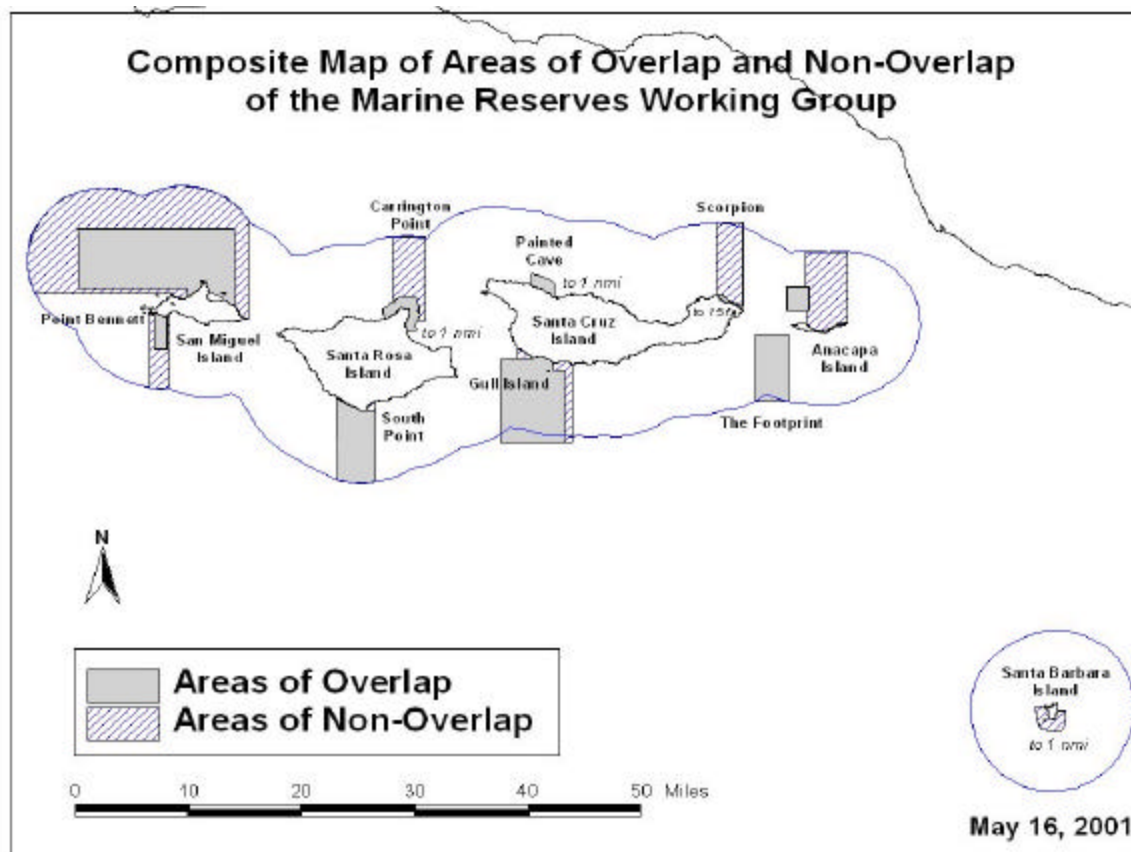 Composite Map of Areas of Overlap and Non-Overlap
of the Marine Reserves Working Group
Carrington
Point
Scorpion
Painted
Cave
to 1 nmi
Point Bennett
San Miguel
Island
to 1 nmi
Santa Rosa
Island
Santa Cruz
Island
Anacapa
Island
Gull Island
South
Point
The Footprint
N
Areas of Overlap
Areas of Non-Overlap
Santa Barbara
Island
to 1 nmi
0 10 20 30 40 50 Miles
May 16, 2001